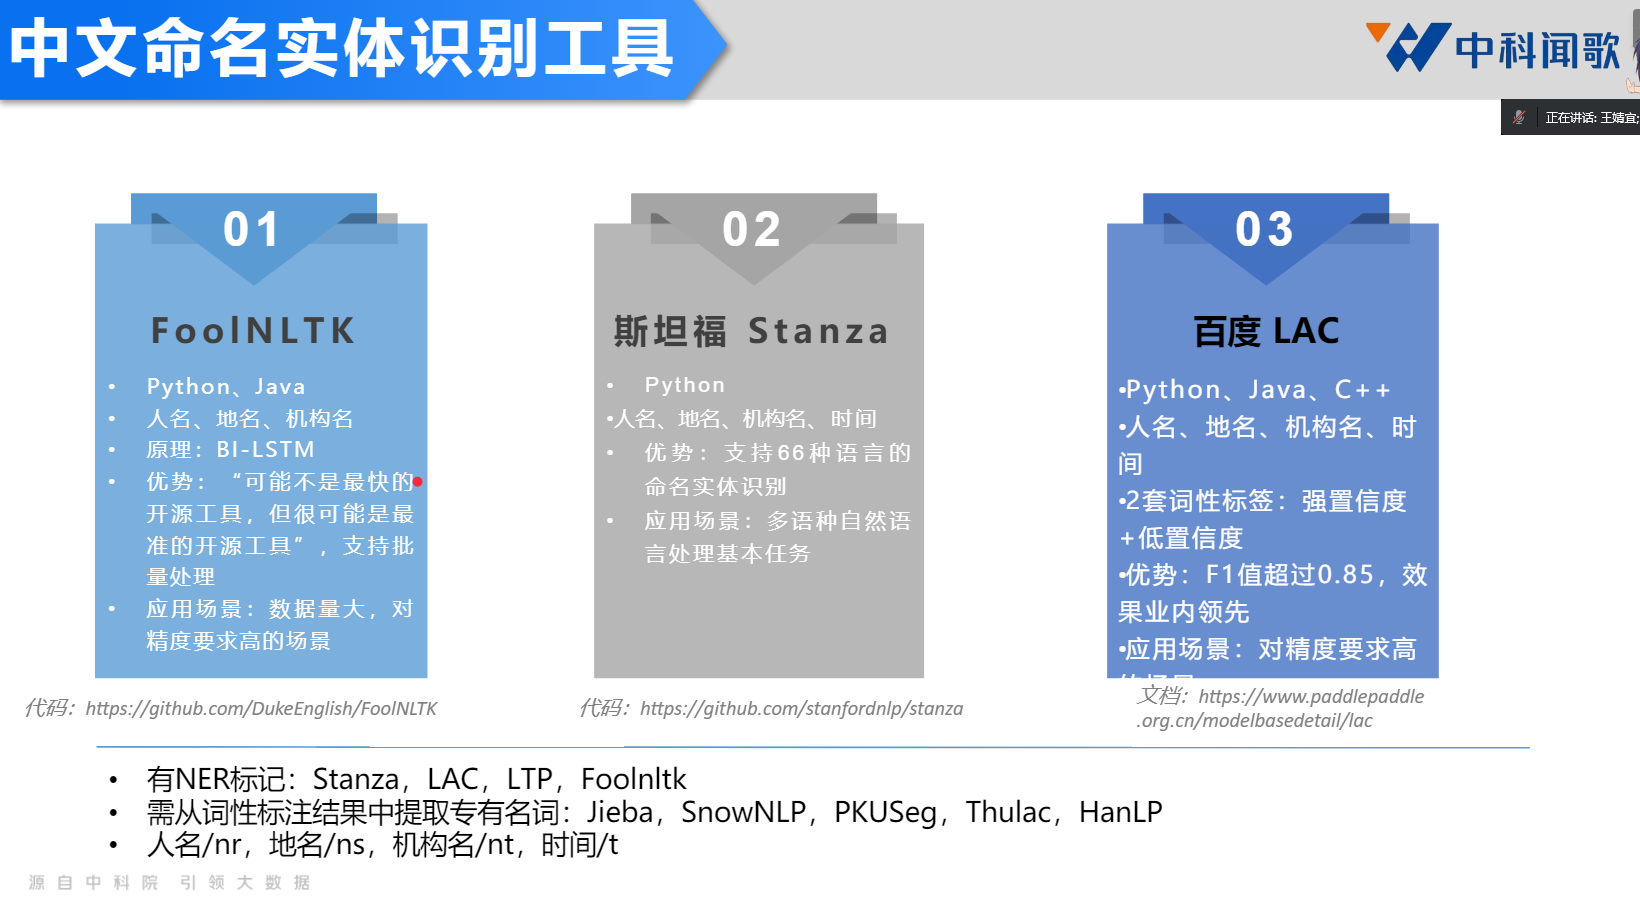 中文命名实体识别工具
中科闻歌
正在讲话: 王婧宜;
01
FoolNLTK
• Python、Java
• 人名、地名、机构名
• 原理：BI-LSTM
• 优势：“可能不是最快的
开源工具，但很可能是最
准的开源工具”，支持批
量处理
• 应用场景：数据量大，对
精度要求高的场景
代码：https://github.com/DukeEnglish/FoolNLTK
02
斯坦福 Stanza
• Python
•人名、地名、机构名、时间
• 优势：支持66种语言的
命名实体识别
• 应用场景：多语种自然语
言处理基本任务
代码：https://github.com/stanfordnlp/stanza
03
百度 LAC
•Python、Java、C++
•人名、地名、机构名、时
间
•2套词性标签：强置信度
+低置信度
•优势：F1值超过0.85，效
果业内领先
•应用场景：对精度要求高
的场景
文档：https://www.paddlepaddle
.org.cn/modelbasedetail/lac
• 有NER标记：Stanza，LAC，LTP，Foolnltk
• 需从词性标注结果中提取专有名词：Jieba，SnowNLP，PKUSeg，Thulac，HanLP
• 人名/nr，地名/ns，机构名/nt，时间/t
源自中科院 引领大数据